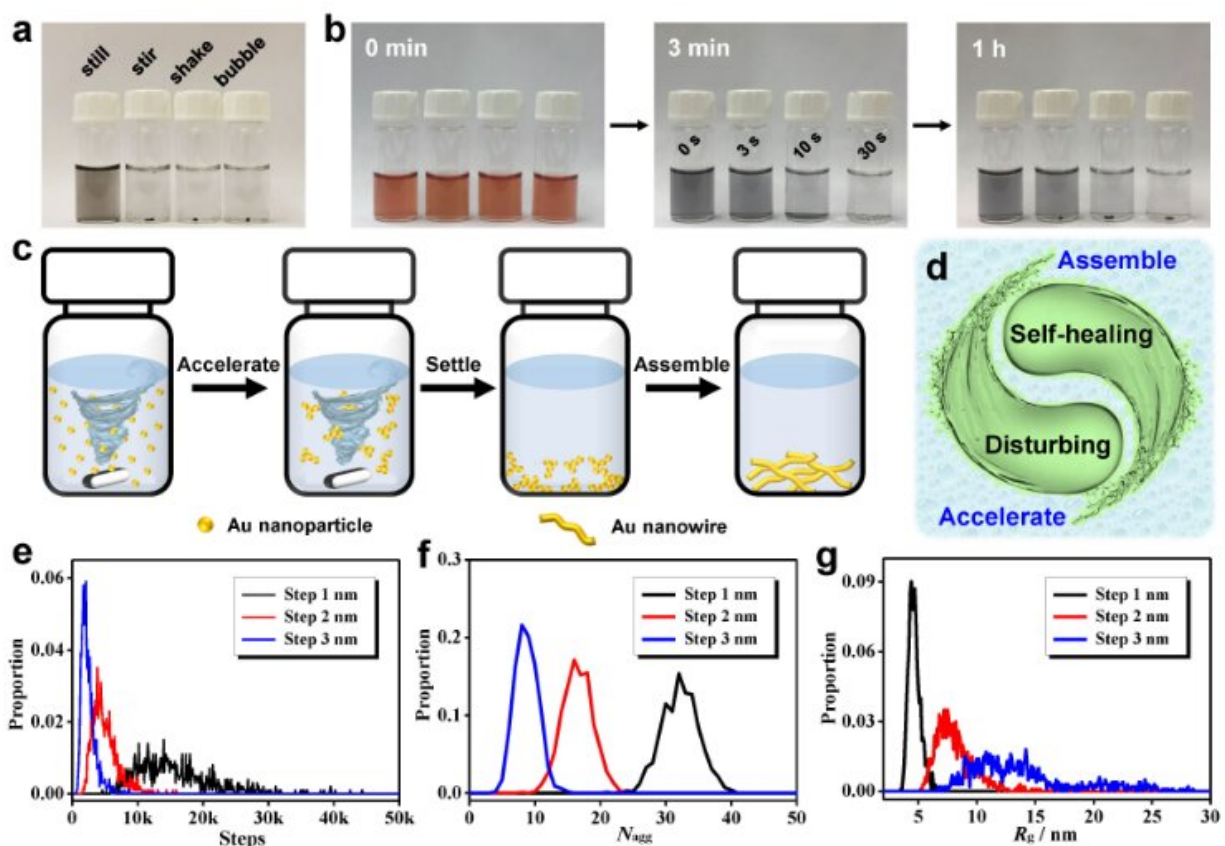 a
still
stir
shake
bubble
b
0 min
3 min
0 s
3 s
10 s
30 s
1 h
c
Accelerate
Settle
Assemble
Au nanoparticle
Au nanowire
d
Assemble
Self-healing
Disturbing
Accelerate
e
Proportion
0.06
0.04
0.02
0.00
Step 1 nm
Step 2 nm
Step 3 nm
0 10k 20k 30k 40k 50k
Steps
f
Proportion
0.3
0.2
0.1
0.0
Step 1 nm
Step 2 nm
Step 3 nm
0 10 20 30 40 50
Nagg
g
Proportion
0.09
0.06
0.03
0.00
Step 1 nm
Step 2 nm
Step 3 nm
0 5 10 15 20 25 30
Rg / nm